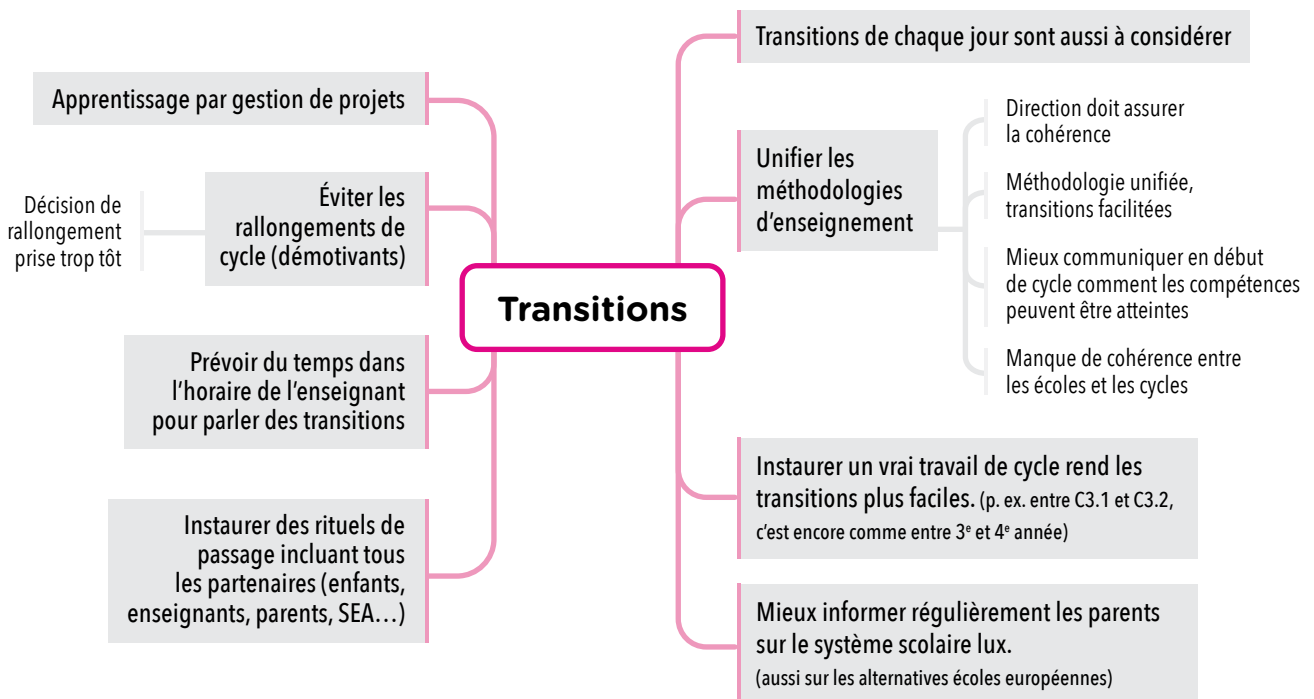 Transitions
Apprentissage par gestion de projets
Éviter les
rallongements de
cycle (démotivants)
Décision de
rallongement
prise trop tôt
Prévoir du temps dans
l'horaire de l'enseignant
pour parler des transitions
Instaurer des rituels de
passage incluant tous
les partenaires (enfants,
enseignants, parents, SEA…)
Transitions de chaque jour sont aussi à considérer
Unifier les
méthodologies
d'enseignement
Direction doit assurer
la cohérence
Méthodologie unifiée,
transitions facilitées
Mieux communiquer en début
de cycle comment les compétences
peuvent être atteintes
Manque de cohérence entre
les écoles et les cycles
Instaurer un vrai travail de cycle rend les
transitions plus faciles. (p. ex. entre C3.1 et C3.2,
c'est encore comme entre 3e et 4e année)
Mieux informer régulièrement les parents
sur le système scolaire lux.
(aussi sur les alternatives écoles européennes)